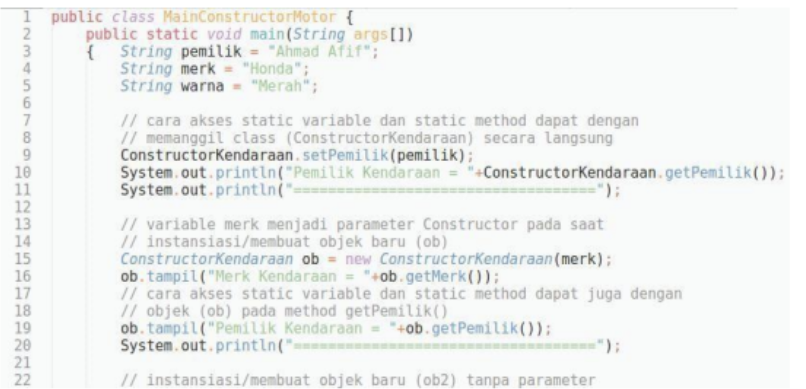 1 public class MainConstructorMotor {
2 public static void main(String args[])
3 { String pemilik = "Ahmad Afif";
4 String merk = "Honda";
5 String warna = "Merah";
6
7 // cara akses static variable dan static method dapat dengan
8 // memanggil class (ConstructorKendaraan) secara langsung
9 ConstructorKendaraan.setPemilik(pemilik);
10 System.out.println("Pemilik Kendaraan = "+ConstructorKendaraan.getPemilik());
11 System.out.println("===================================");
12
13 // variable merk menjadi parameter Constructor pada saat
14 // instansiasi/membuat objek baru (ob)
15 ConstructorKendaraan ob = new ConstructorKendaraan(merk);
16 ob.tampil("Merk Kendaraan = "+ob.getMerk());
17 // cara akses static variable dan static method dapat juga dengan
18 // objek (ob) pada method getPemilik()
19 ob.tampil("Pemilik Kendaraan = "+ob.getPemilik());
20 System.out.println("===================================");
21
22 // instansiasi/membuat objek baru (ob2) tanpa parameter